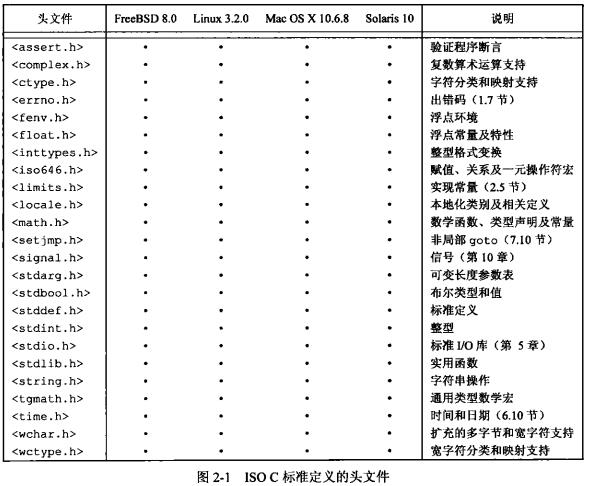 头文件 FreeBSD 8.0 Linux 3.2.0 Mac OS X 10.6.8 Solaris 10 说明
<assert.h> • • • • 验证程序断言
<complex.h> • • • • 复数算术运算支持
<ctype.h> • • • • 字符分类和映射支持
<errno.h> • • • • 出错码（1.7 节）
<fenv.h> • • • • 浮点环境
<float.h> • • • • 浮点常量及特性
<inttypes.h> • • • • 整型格式变换
<iso646.h> • • • • 赋值、关系及一元操作符宏
<limits.h> • • • • 实现常量（2.5 节）
<locale.h> • • • • 本地化类别及相关定义
<math.h> • • • • 数学函数、类型声明及常量
<setjmp.h> • • • • 非局部 goto（7.10 节）
<signal.h> • • • • 信号（第 10 章）
<stdarg.h> • • • • 可变长度参数表
<stdbool.h> • • • • 布尔类型和值
<stddef.h> • • • • 标准定义
<stdint.h> • • • • 整型
<stdio.h> • • • • 标准 I/O 库（第 5 章）
<stdlib.h> • • • • 实用函数
<string.h> • • • • 字符串操作
<tgmath.h> • • • • 通用类型数学宏
<time.h> • • • • 时间和日期（6.10 节）
<wchar.h> • • • • 扩充的多字节和宽字符支持
<wctype.h> • • • • 宽字符分类和映射支持
图 2-1 ISO C 标准定义的头文件